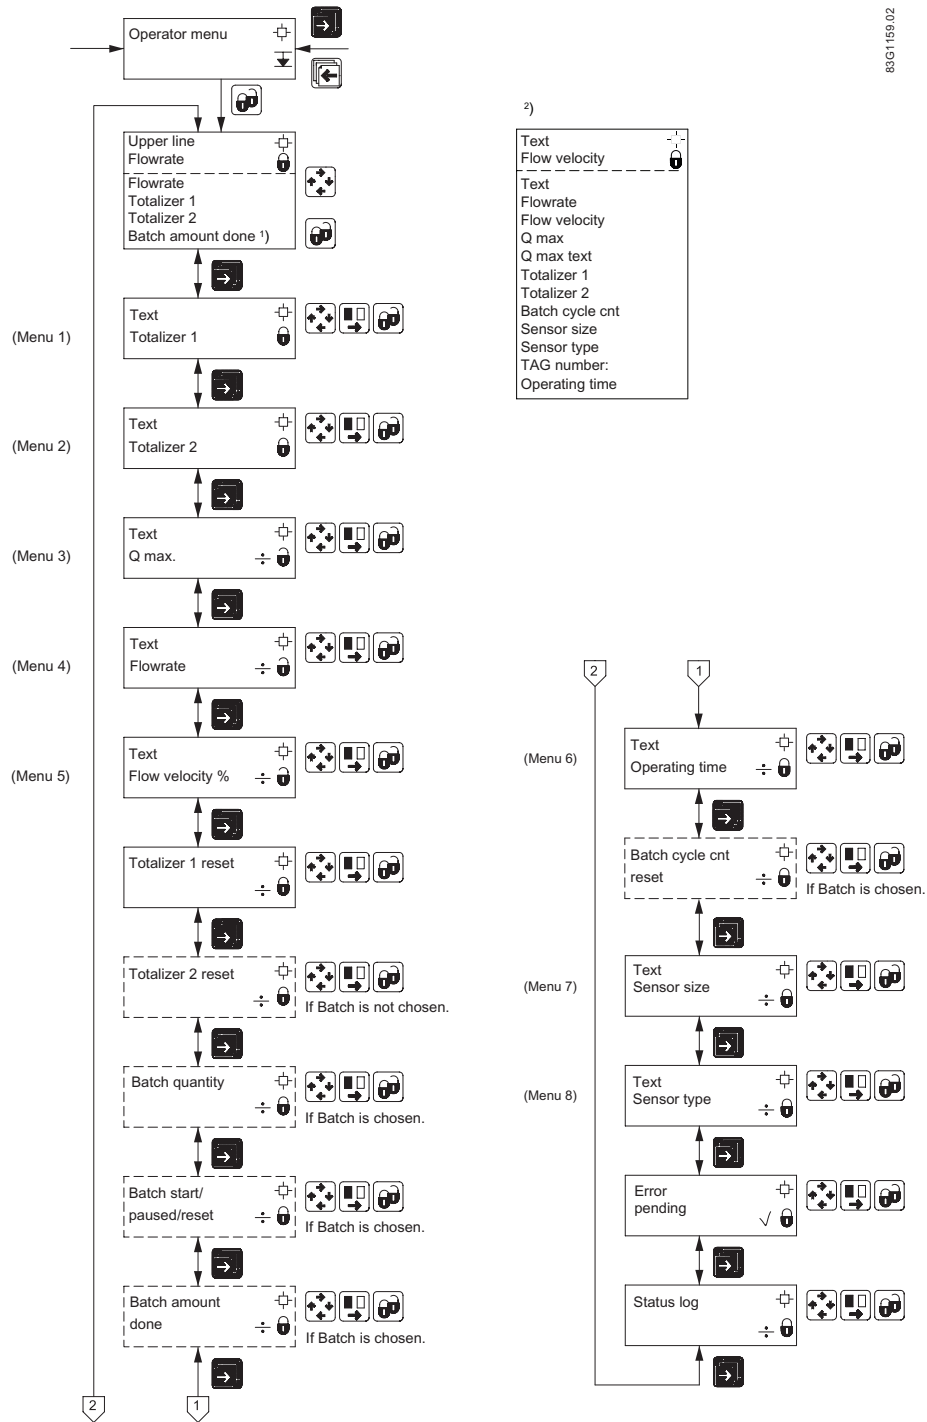 83G1159.02
Operator menu
Upper line
Flowrate
Flowrate
Totalizer 1
Totalizer 2
Batch amount done ¹)
(Menu 1)
Text
Totalizer 1
(Menu 2)
Text
Totalizer 2
(Menu 3)
Text
Q max.
÷
(Menu 4)
Text
Flowrate
÷
(Menu 5)
Text
Flow velocity %
÷
Totalizer 1 reset
÷
Totalizer 2 reset
÷
If Batch is not chosen.
Batch quantity
÷
If Batch is chosen.
Batch start/
paused/reset ÷
If Batch is chosen.
Batch amount
done ÷
If Batch is chosen.
2
1
²)
Text
Flow velocity
Text
Flowrate
Flow velocity
Q max
Q max text
Totalizer 1
Totalizer 2
Batch cycle cnt
Sensor size
Sensor type
TAG number:
Operating time
2
1
(Menu 6)
Text
Operating time ÷
Batch cycle cnt
reset ÷
If Batch is chosen.
(Menu 7)
Text
Sensor size
÷
(Menu 8)
Text
Sensor type
÷
Error
pending
√
Status log
÷